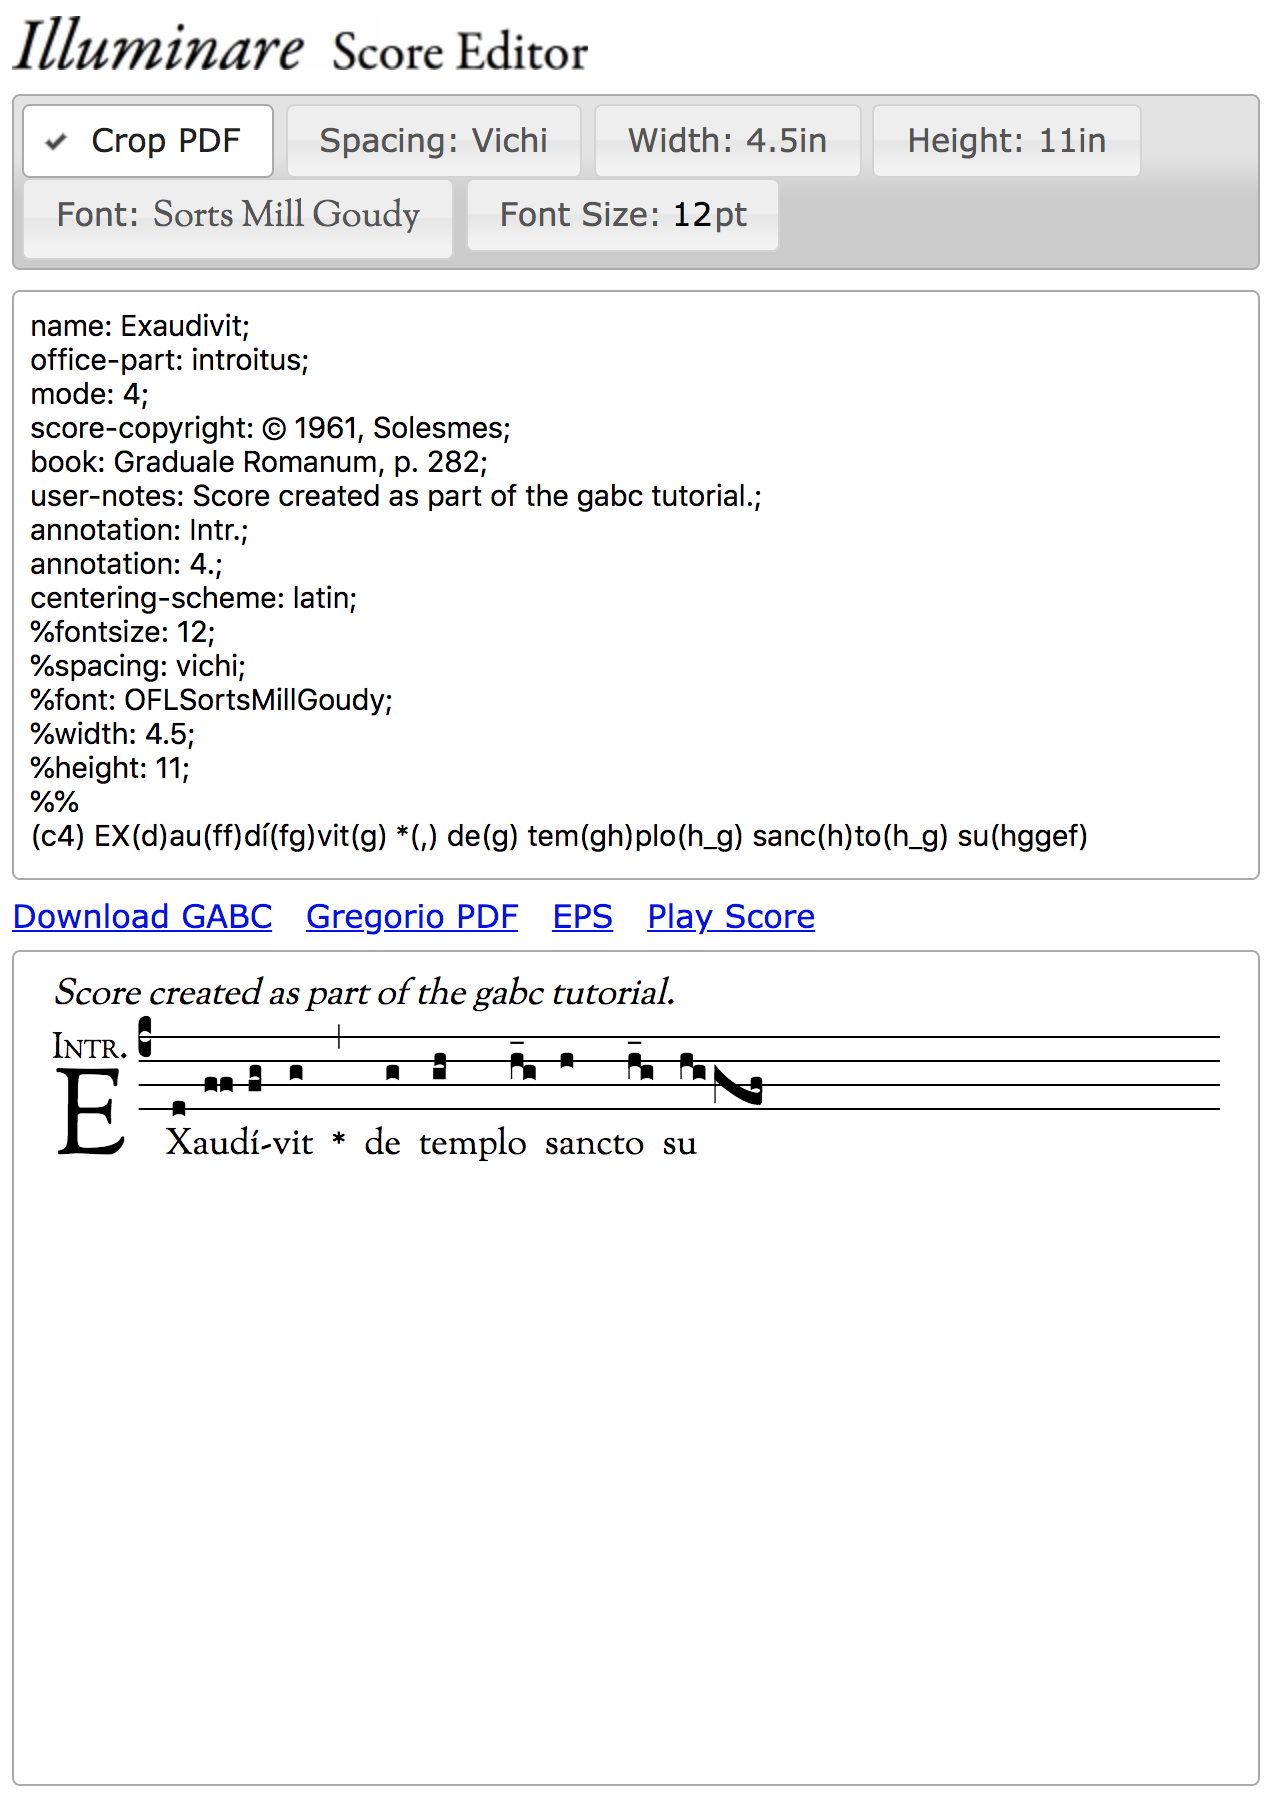 Illuminare Score Editor
✔ Crop PDF Spacing: Vichi Width: 4.5in Height: 11in
Font: Sorts Mill Goudy Font Size: 12pt
name: Exaudivit;
office-part: introitus;
mode: 4;
score-copyright: © 1961, Solesmes;
book: Graduale Romanum, p. 282;
user-notes: Score created as part of the gabc tutorial.;
annotation: Intr.;
annotation: 4.;
centering-scheme: latin;
%fontsize: 12;
%spacing: vichi;
%font: OFLSortsMillGoudy;
%width: 4.5;
%height: 11;
%%
(c4) EX(d)au(ff)dí(fg)vit(g) *(,) de(g) tem(gh)plo(h_g) sanc(h)to(h_g) su(hggef)
Download GABC Gregorio PDF EPS Play Score
Score created as part of the gabc tutorial.
Intr.
E Xaudí-vit * de templo sancto su